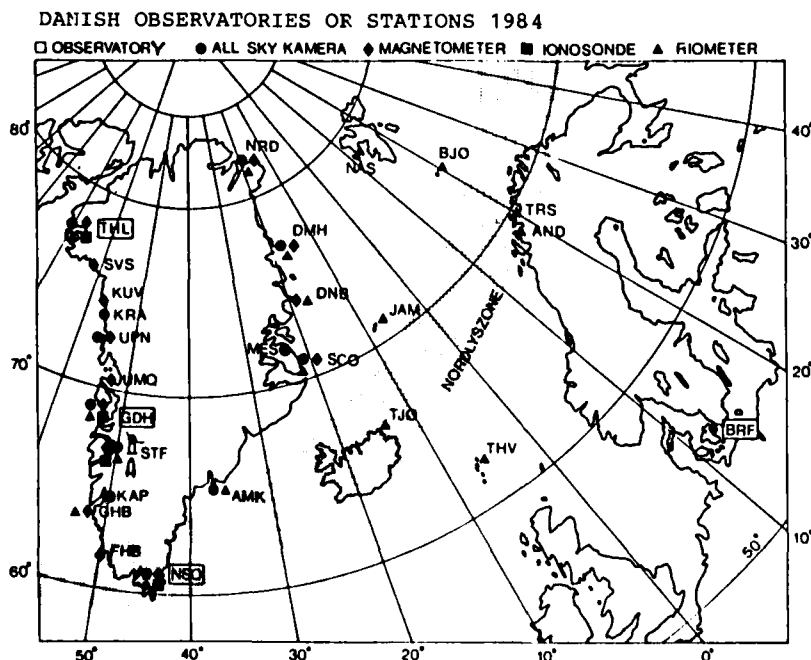 DANISH OBSERVATORIES OR STATIONS 1984
OBSERVATORY ALL SKY KAMERA MAGNETOMETER IONOSONDE RIOMETER
80°
40°
NRD
NAS
BJO
THL
TRS
AND
SVS
DMH
30°
KUV
DNB
KRA
JAM
UPN
NORDLYSZONE
MES
SCO
70°
20°
UMQ
GDH
TJO
BRF
STF
THV
KAP
AMK
GHB
10°
FHB
50°
60°
NSQ
50°
40°
30°
20°
10°
0°